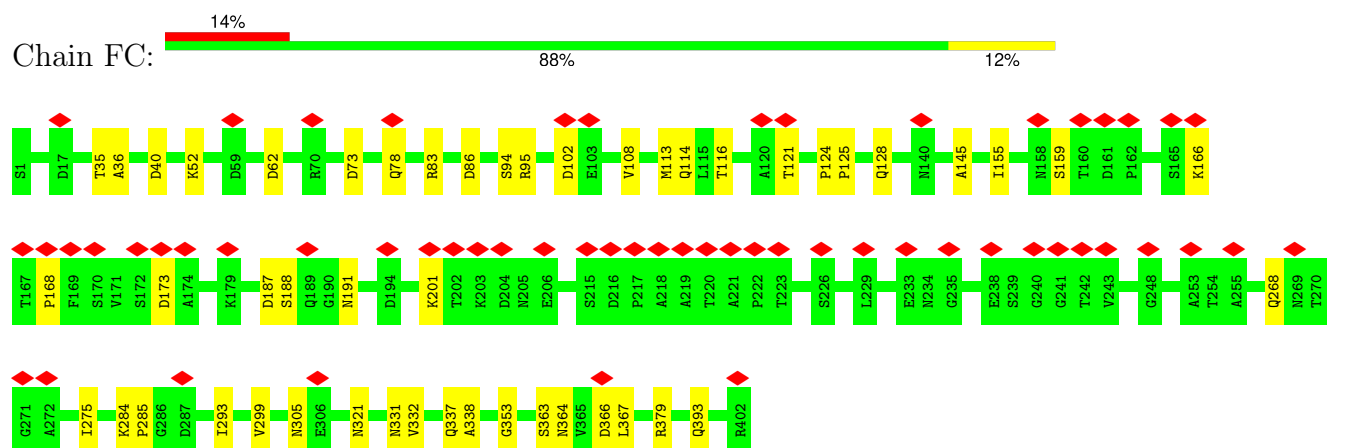 14%
Chain FC:
88% 12%
S1 D17 T35 A36 D40 K52 D59 D62 R70 D73 Q78 R83 D86 S94 R95 D102 E103 V108 M113 Q114 L115 T116 A120 T121 P124 P125 Q128 N140 A145 I155 N158 S159 T160 D161 P162 S165 K166
T167 P168 F169 S170 V171 S172 D173 A174 K179 D187 S188 Q189 G190 N191 D194 K201 T202 K203 D204 N205 E206 S215 D216 P217 A218 A219 T220 A221 P222 T223 S226 L229 E233 N234 G235 E238 S239 G240 G241 T242 V243 G248 A253 T254 A255 Q268 N269 T270
G271 A272 I275 K284 P285 G286 D287 I293 V299 N305 E306 N321 N331 V332 Q337 A338 G353 S363 N364 V365 D366 L367 R379 Q393 R402